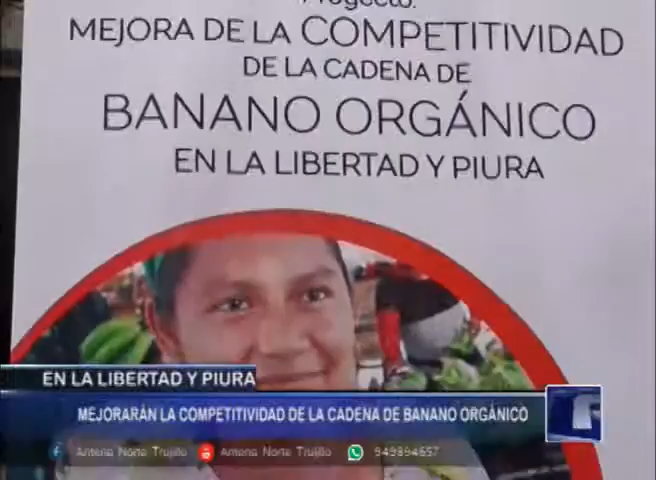 Proyecto:
MEJORA DE LA COMPETITIVIDAD
DE LA CADENA DE
BANANO ORGÁNICO
EN LA LIBERTAD Y PIURA
EN LA LIBERTAD Y PIURA
MEJORARÁN LA COMPETITIVIDAD DE LA CADENA DE BANANO ORGÁNICO
Antena Norte Trujillo Antena Norte Trujillo 949894657